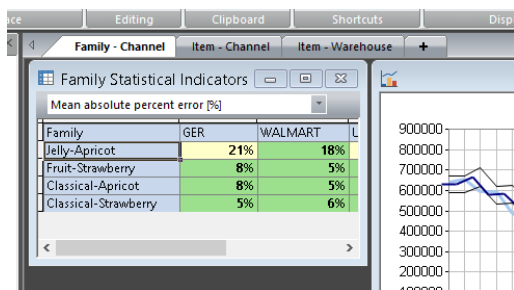 ace Editing Clipboard Shortcuts Disp
Family - Channel Item - Channel Item - Warehouse +
Family Statistical Indicators
Mean absolute percent error [%]
Family GER WALMART L
Jelly-Apricot 21% 18%
Fruit-Strawberry 8% 5%
Classical-Apricot 8% 5%
Classical-Strawberry 5% 6%
900000
800000
700000
600000
500000
400000
300000
200000